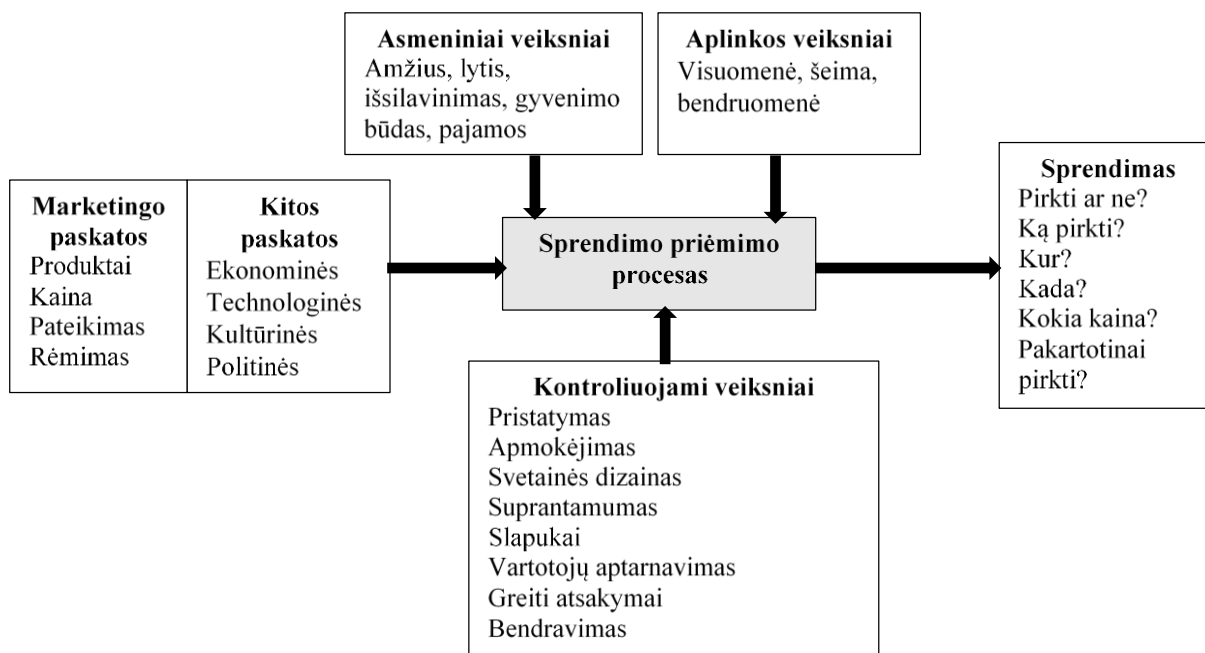 Asmeniniai veiksniai
Amžius, lytis,
išsilavinimas, gyvenimo
būdas, pajamos
Aplinkos veiksniai
Visuomenė, šeima,
bendruomenė
Marketingo
paskatos
Produktai
Kaina
Pateikimas
Rėmimas
Kitos
paskatos
Ekonominės
Technologinės
Kultūrinės
Politinės
Sprendimo priėmimo
procesas
Sprendimas
Pirkti ar ne?
Ką pirkti?
Kur?
Kada?
Kokia kaina?
Pakartotinai
pirkti?
Kontroliuojami veiksniai
Pristatymas
Apmokėjimas
Svetainės dizainas
Suprantamumas
Slapukai
Vartotojų aptarnavimas
Greiti atsakymai
Bendravimas